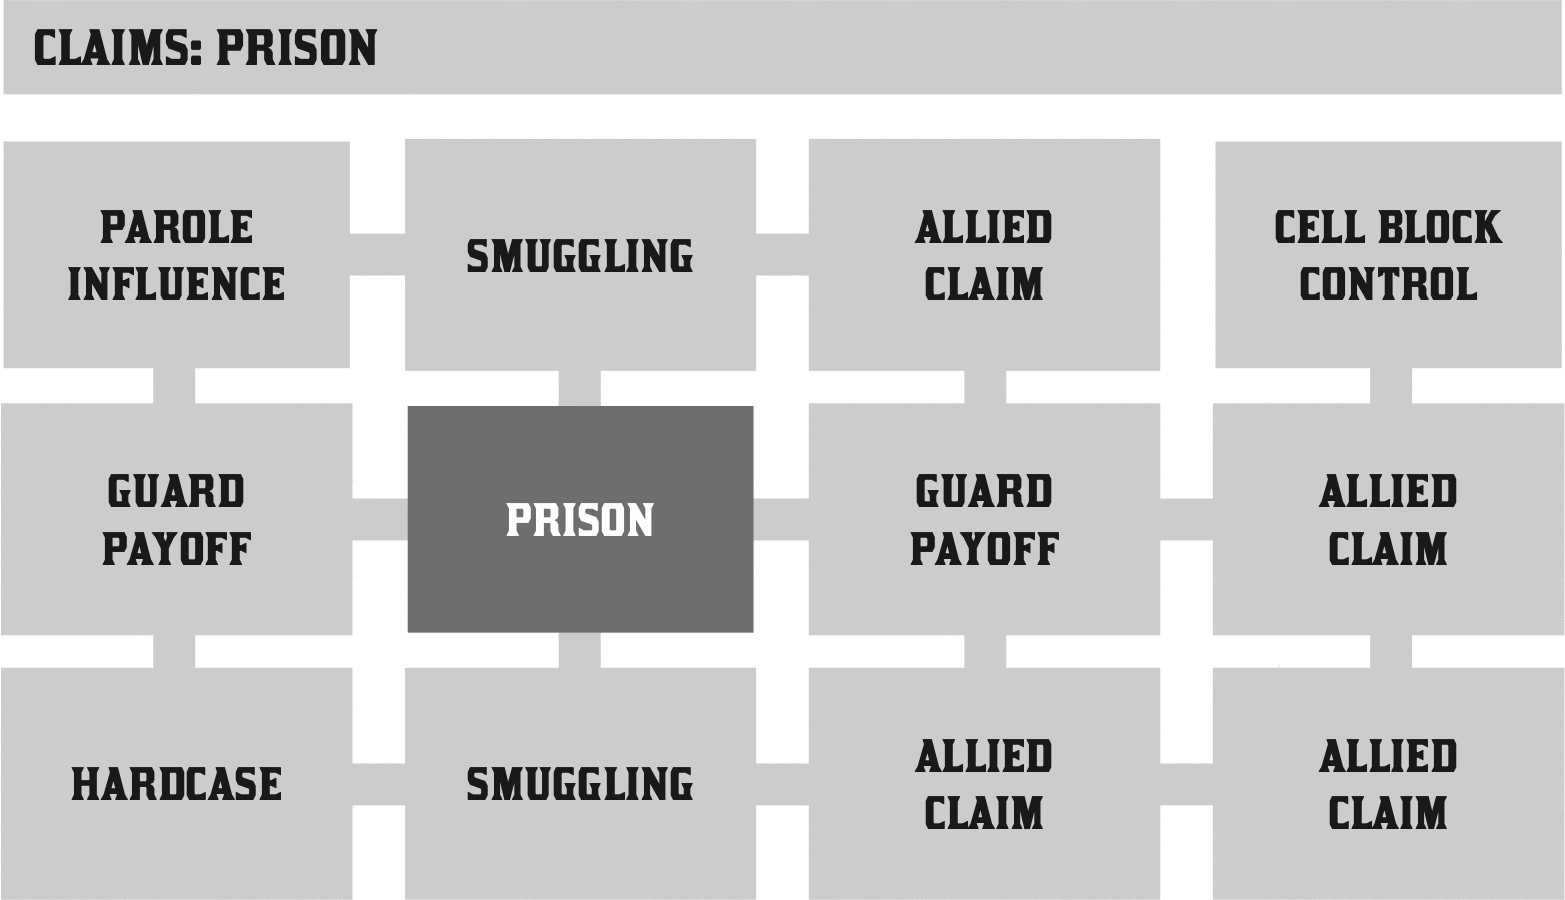 CLAIMS: PRISON
PAROLE
INFLUENCE
SMUGGLING
ALLIED
CLAIM
CELL BLOCK
CONTROL
GUARD
PAYOFF
PRISON
GUARD
PAYOFF
ALLIED
CLAIM
HARDCASE
SMUGGLING
ALLIED
CLAIM
ALLIED
CLAIM